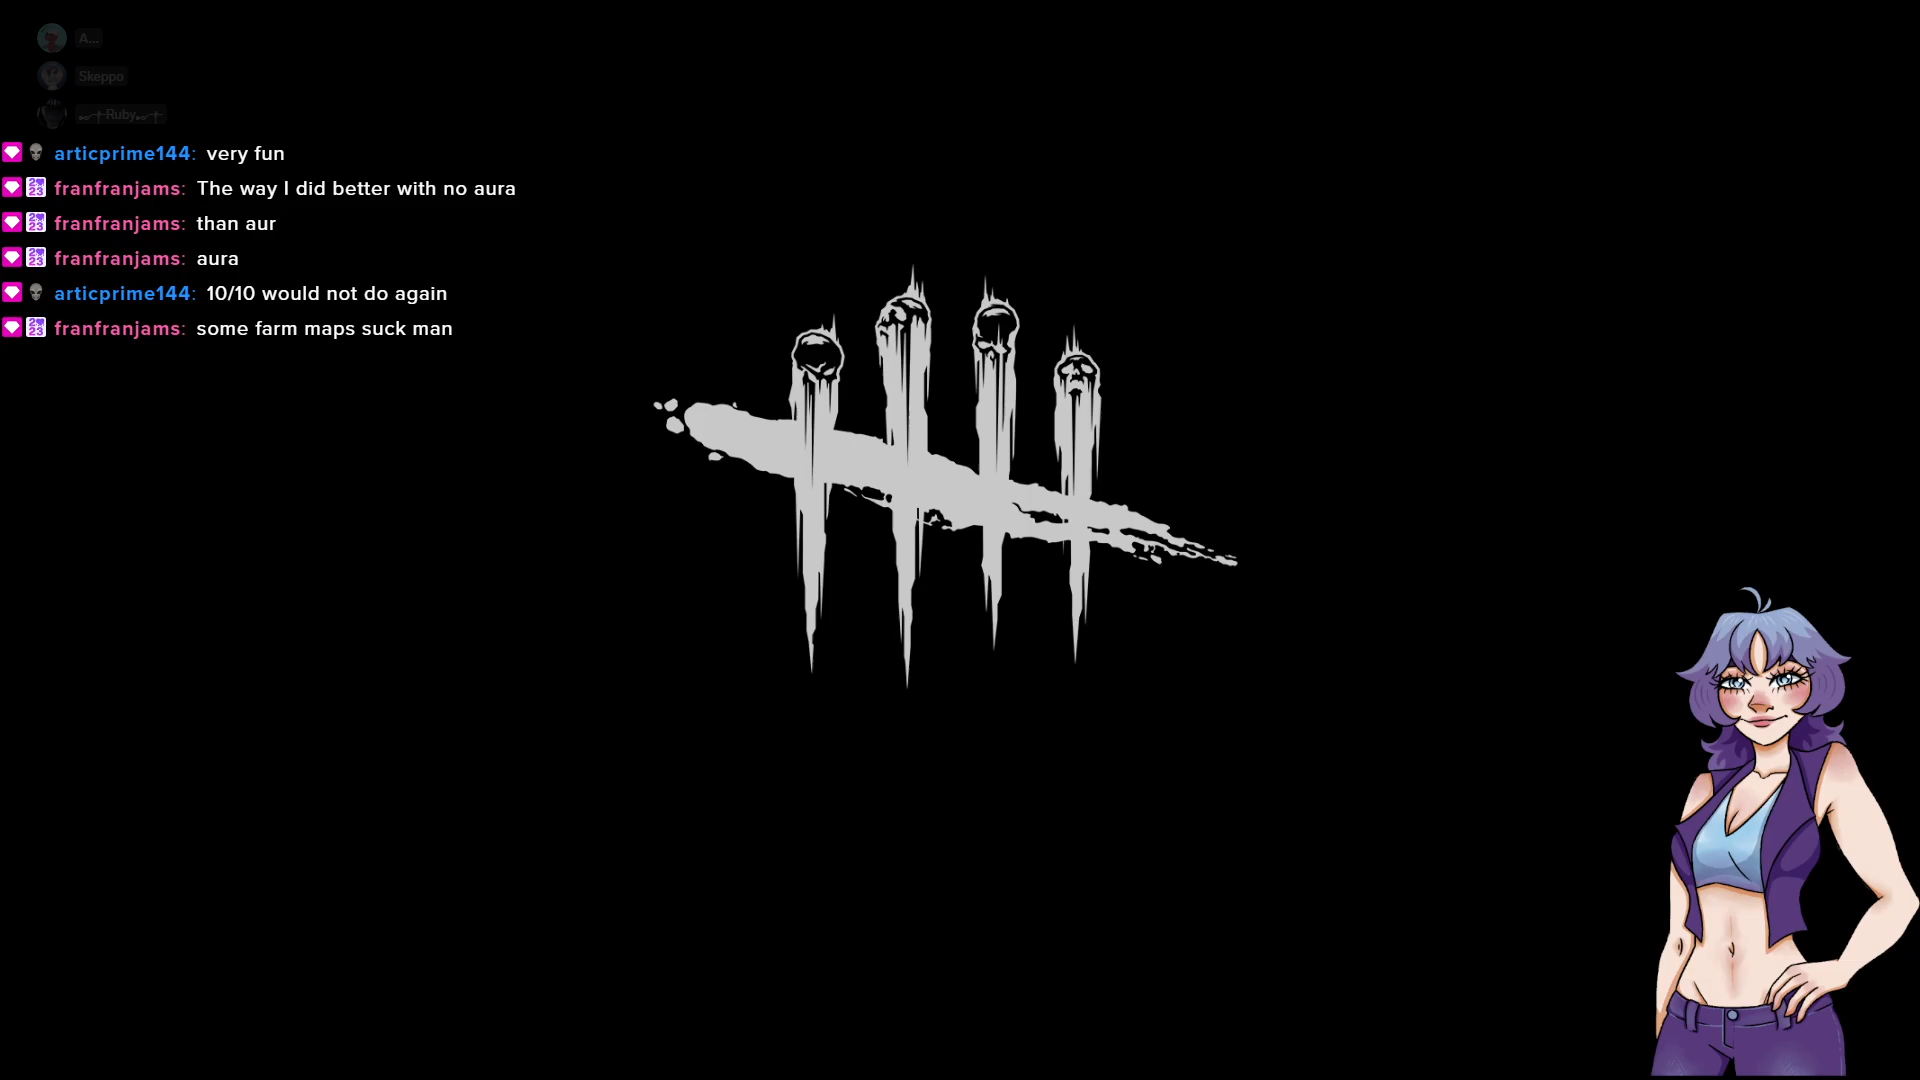 A...
Skeppo
Ruby
articprime144: very fun
franfranjams: The way I did better with no aura
franfranjams: than aur
franfranjams: aura
articprime144: 10/10 would not do again
franfranjams: some farm maps suck man